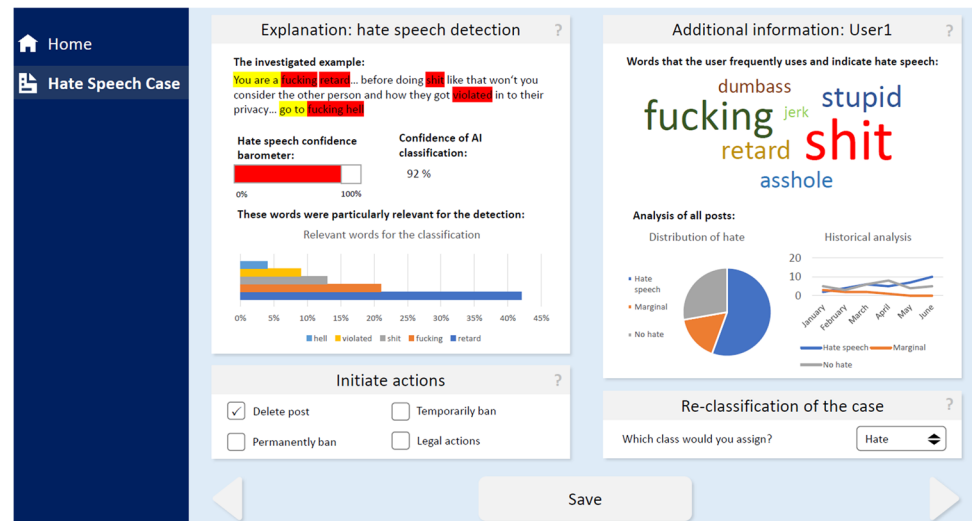 Home
Hate Speech Case
Explanation: hate speech detection ?
The investigated example:
You are a fucking retard... before doing shit like that won't you
consider the other person and how they got violated in to their
privacy... go to fucking hell
Hate speech confidence
barometer:
0% 100%
Confidence of AI
classification:
92 %
These words were particularly relevant for the detection:
Relevant words for the classification
0% 5% 10% 15% 20% 25% 30% 35% 40% 45%
hell violated shit fucking retard
Initiate actions ?
Delete post Temporarily ban
Permanently ban Legal actions
Additional information: User1 ?
Words that the user frequently uses and indicate hate speech:
dumbass
stupid
fucking
jerk
shit
retard
asshole
Analysis of all posts:
Distribution of hate
Hate
speech
Marginal
No hate
Historical analysis
20
10
0
January February March April May June
Hate speech Marginal
No hate
Re-classification of the case ?
Which class would you assign? Hate
Save